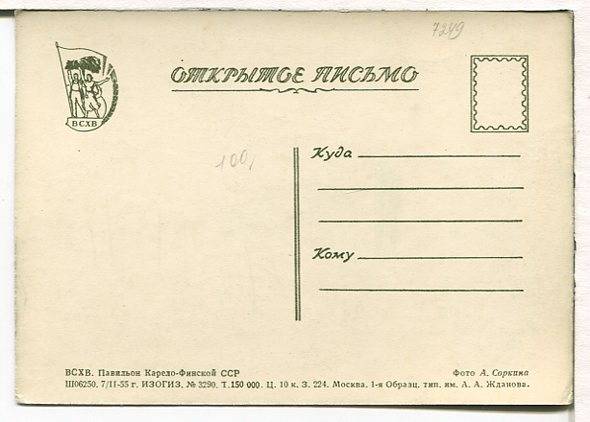 7249
ОТКРЫТОЕ ПИСЬМО
ВСХВ
100,
Куда
Кому
ВСХВ. Павильон Карело-Финской ССР
Фото А. Соркина
Ш06250. 7/II-55 г. ИЗОГИЗ. № 3290. Т.150 000. Ц. 10 к. З. 224. Москва. 1-я Образц. тип. им. А. А. Жданова.